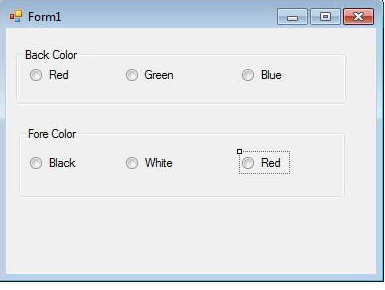 Form1
Back Color
Red Green Blue
Fore Color
Black White Red